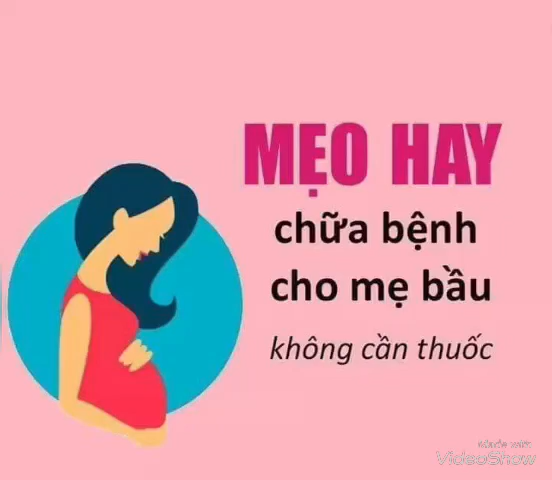 MẸO HAY
chữa bệnh
cho mẹ bầu
không cần thuốc
Made with
VideoShow